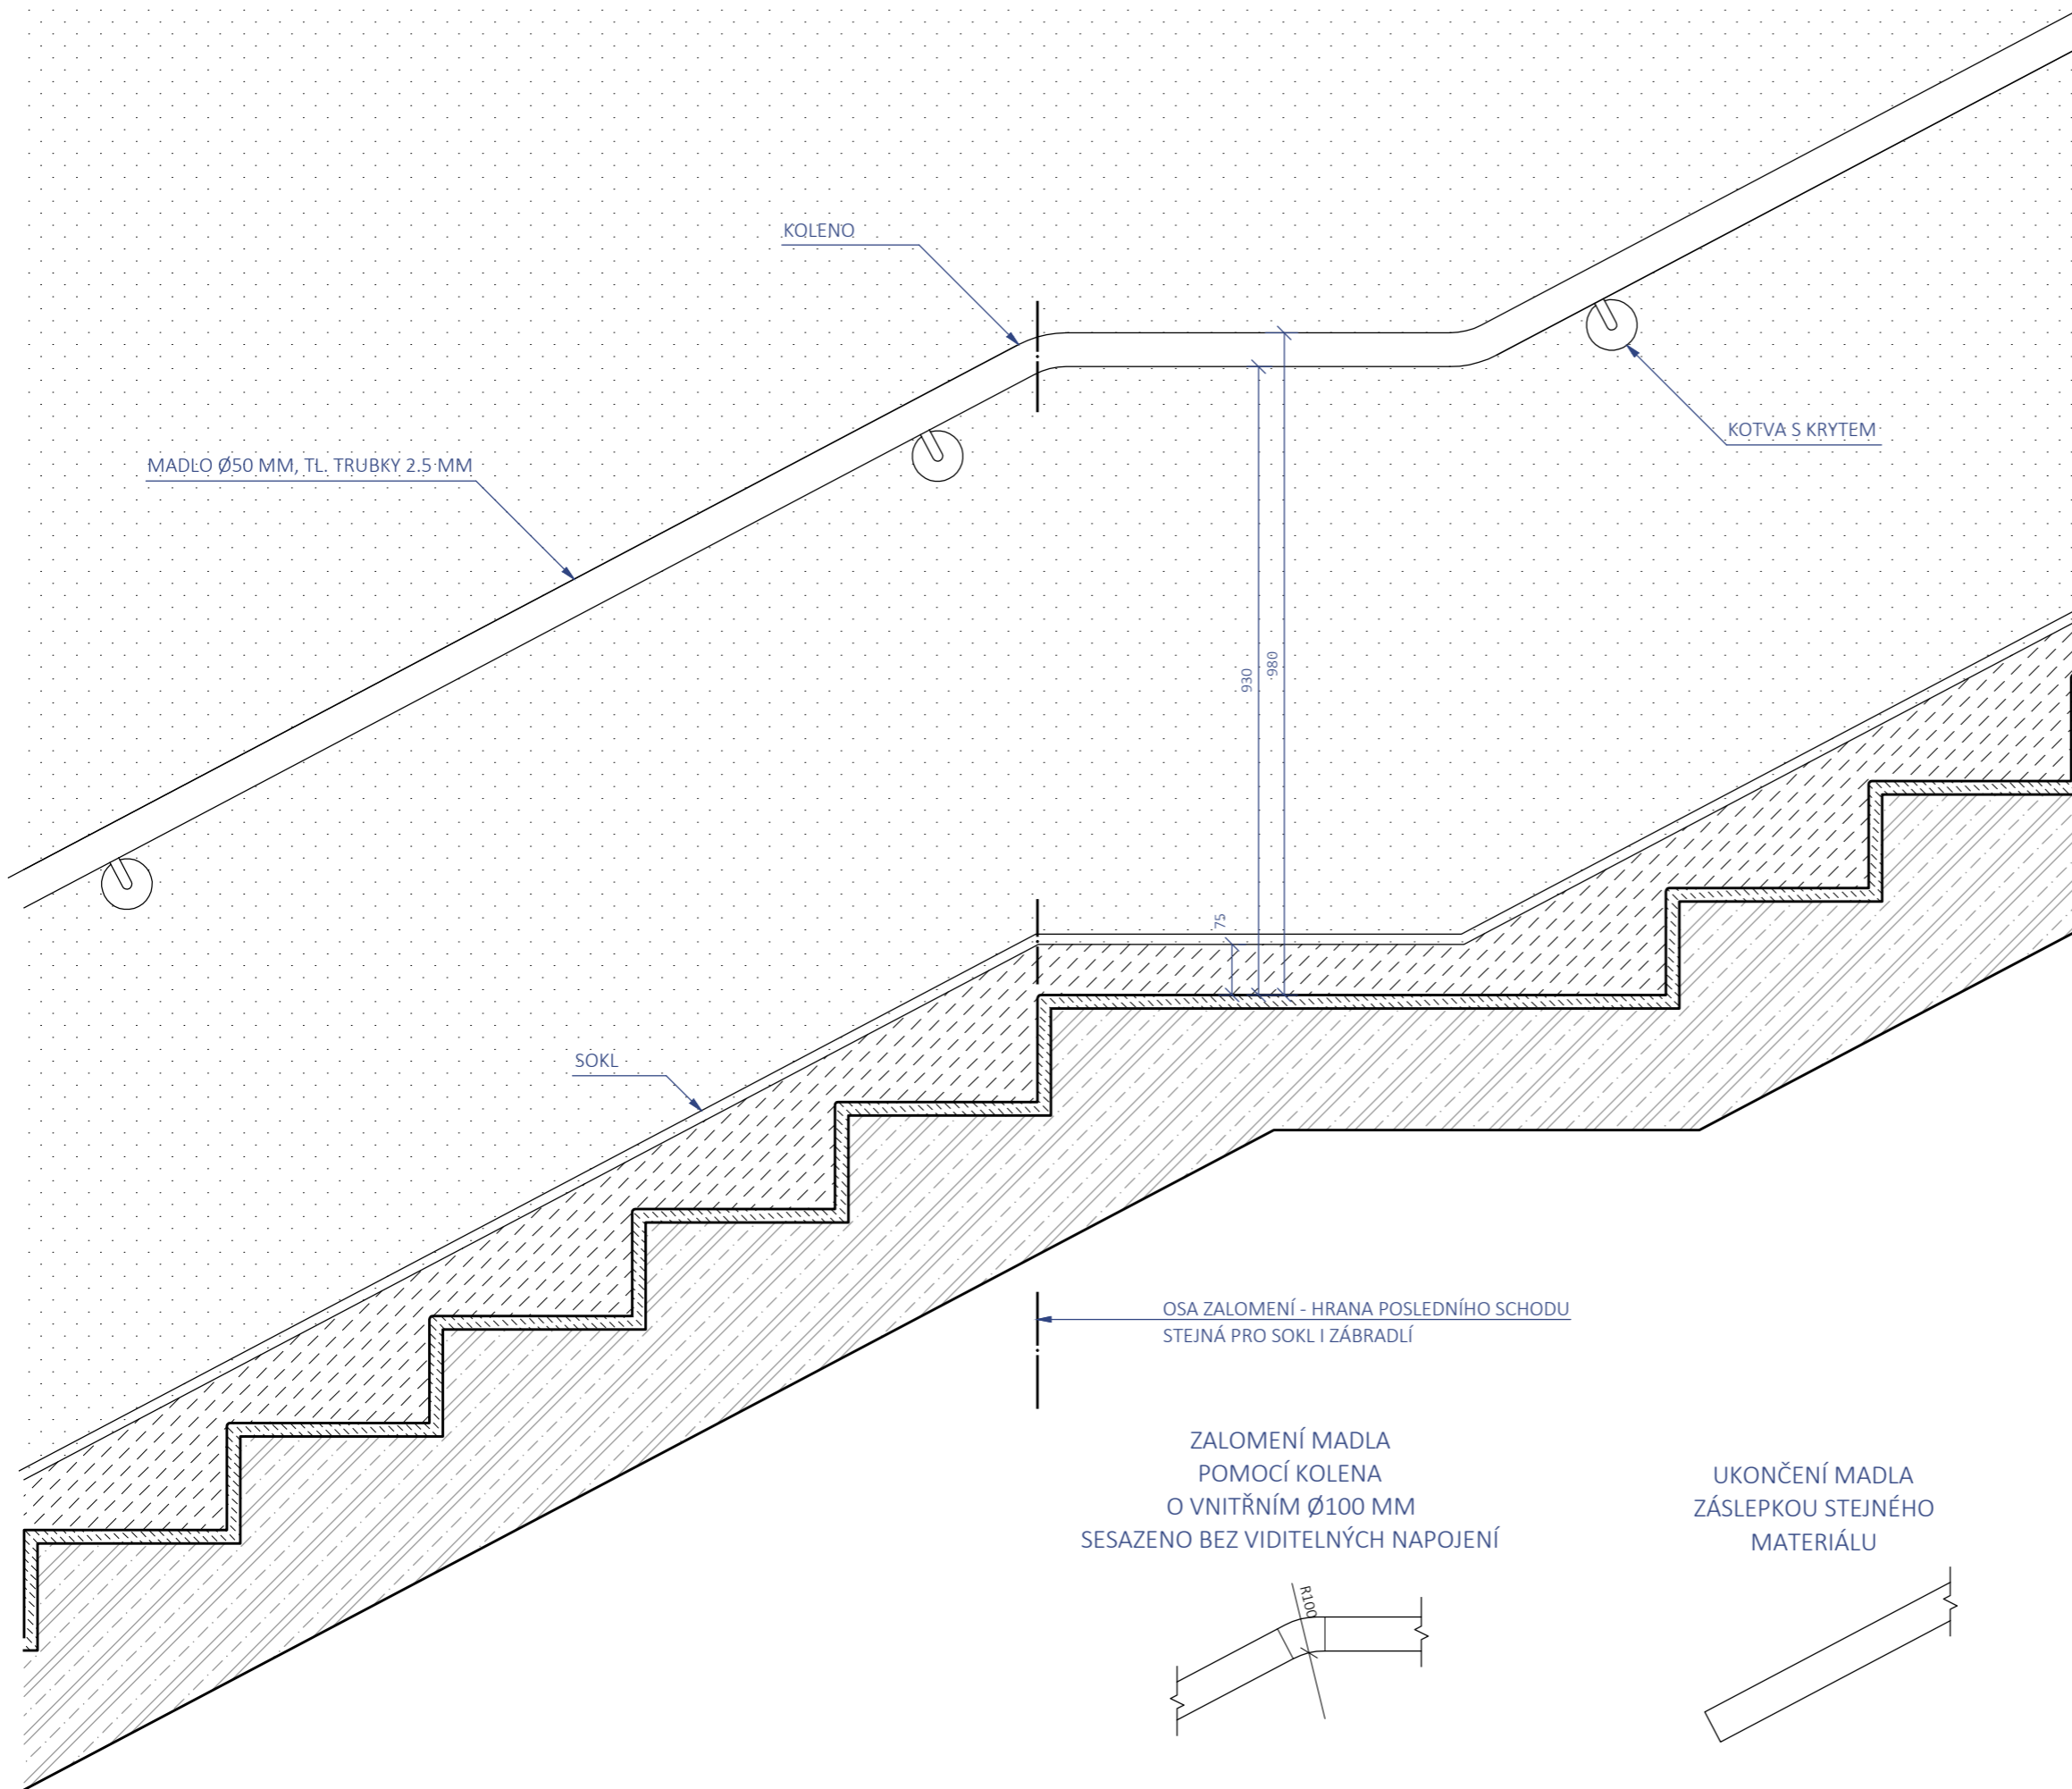 KOLENO
KOTVA S KRYTEM
MADLO Ø50 MM, TL. TRUBKY 2.5 MM
930
980
75
SOKL
OSA ZALOMENÍ - HRANA POSLEDNÍHO SCHODU
STEJNÁ PRO SOKL I ZÁBRADLÍ
ZALOMENÍ MADLA
POMOCÍ KOLENA
O VNITŘNÍM Ø100 MM
SESAZENO BEZ VIDITELNÝCH NAPOJENÍ
R100
UKONČENÍ MADLA
ZÁSLEPKOU STEJNÉHO
MATERIÁLU